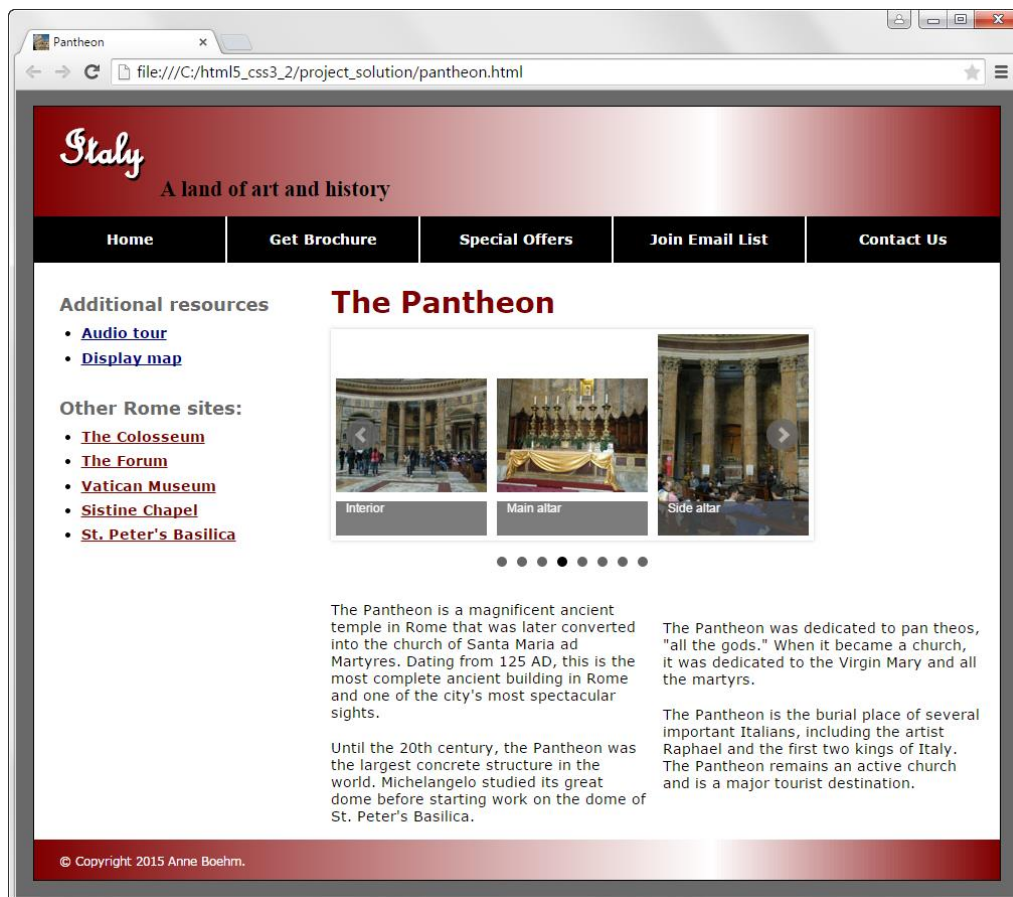 Pantheon
file:///C:/html5_css3_2/project_solution/pantheon.html
Italy
A land of art and history
Home
Get Brochure
Special Offers
Join Email List
Contact Us
Additional resources
Audio tour
Display map
Other Rome sites:
The Colosseum
The Forum
Vatican Museum
Sistine Chapel
St. Peter's Basilica
The Pantheon
Interior
Main altar
Side altar
The Pantheon is a magnificent ancient
temple in Rome that was later converted
into the church of Santa Maria ad
Martyres. Dating from 125 AD, this is the
most complete ancient building in Rome
and one of the city's most spectacular
sights.
Until the 20th century, the Pantheon was
the largest concrete structure in the
world. Michelangelo studied its great
dome before starting work on the dome of
St. Peter's Basilica.
The Pantheon was dedicated to pan theos,
"all the gods." When it became a church,
it was dedicated to the Virgin Mary and all
the martyrs.
The Pantheon is the burial place of several
important Italians, including the artist
Raphael and the first two kings of Italy.
The Pantheon remains an active church
and is a major tourist destination.
© Copyright 2015 Anne Boehm.